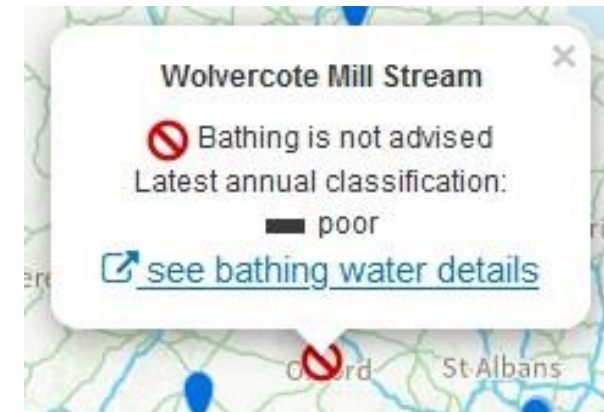 ×
Wolvercote Mill Stream
Bathing is not advised
Latest annual classification:
poor
see bathing water details
St Albans